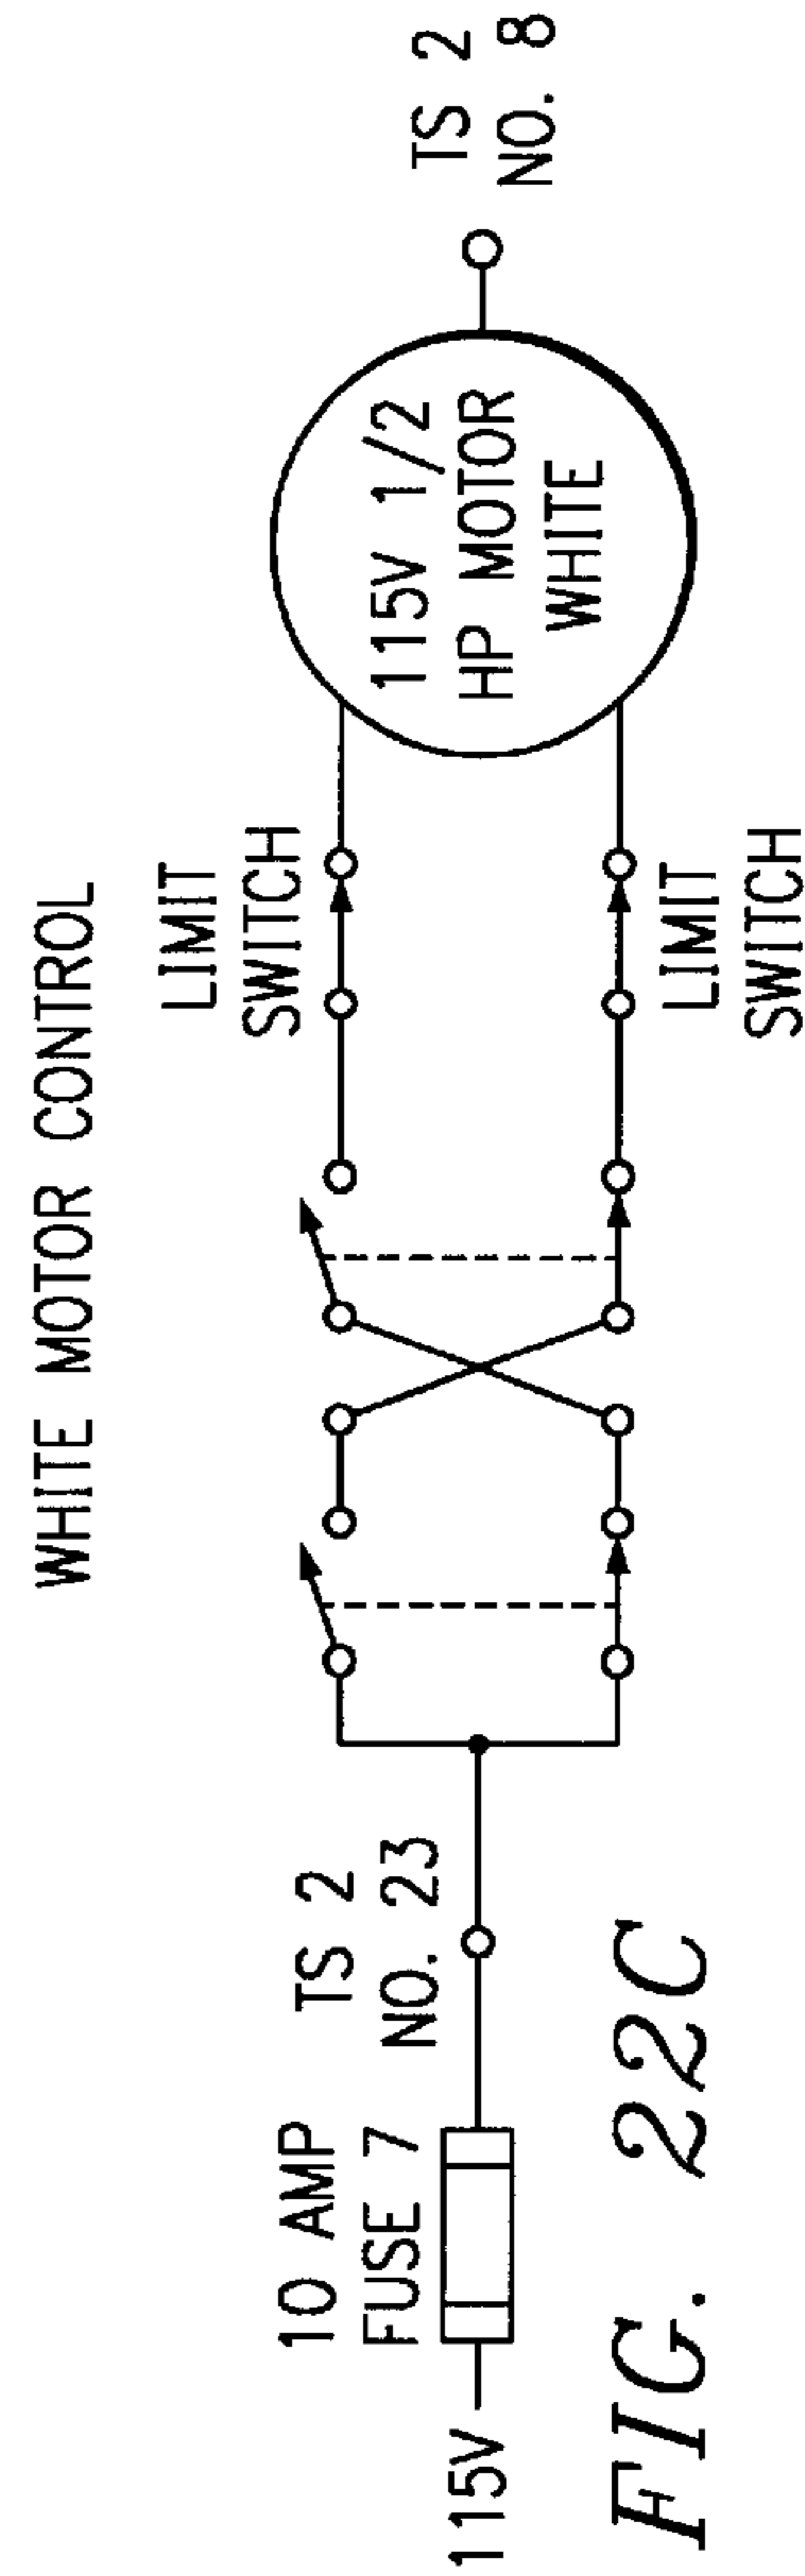 WHITE MOTOR CONTROL
115V
10 AMP
FUSE 7
TS 2
NO. 23
LIMIT
SWITCH
LIMIT
SWITCH
115V 1/2
HP MOTOR
WHITE
TS 2
NO. 8
FIG. 22C